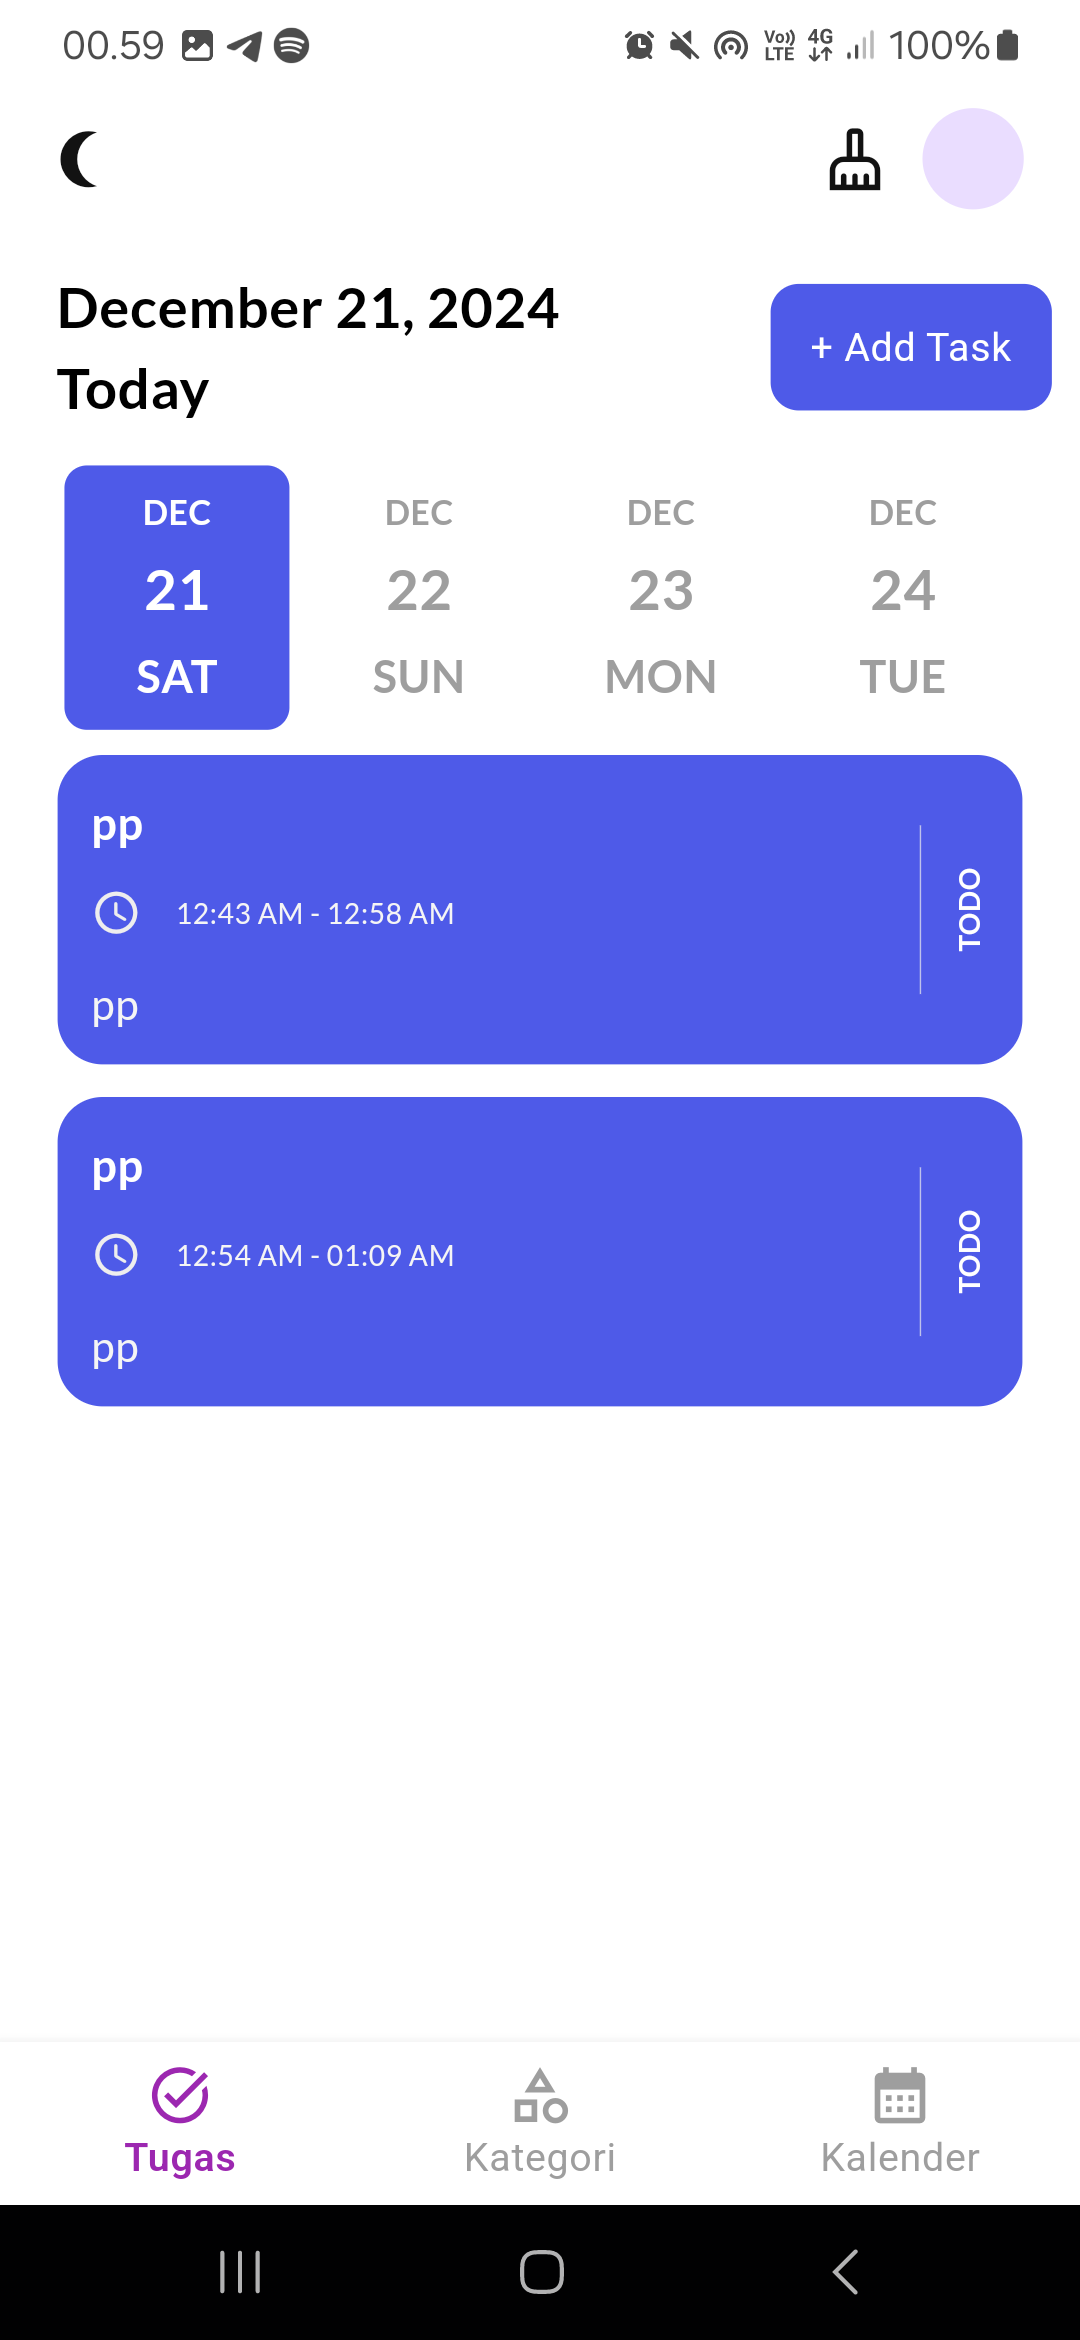 00.59
Vo)) LTE 4G 100%
December 21, 2024
Today
+ Add Task
DEC DEC DEC DEC
21 22 23 24
SAT SUN MON TUE
pp
12:43 AM - 12:58 AM
pp
TODO
pp
12:54 AM - 01:09 AM
pp
TODO
Tugas Kategori Kalender